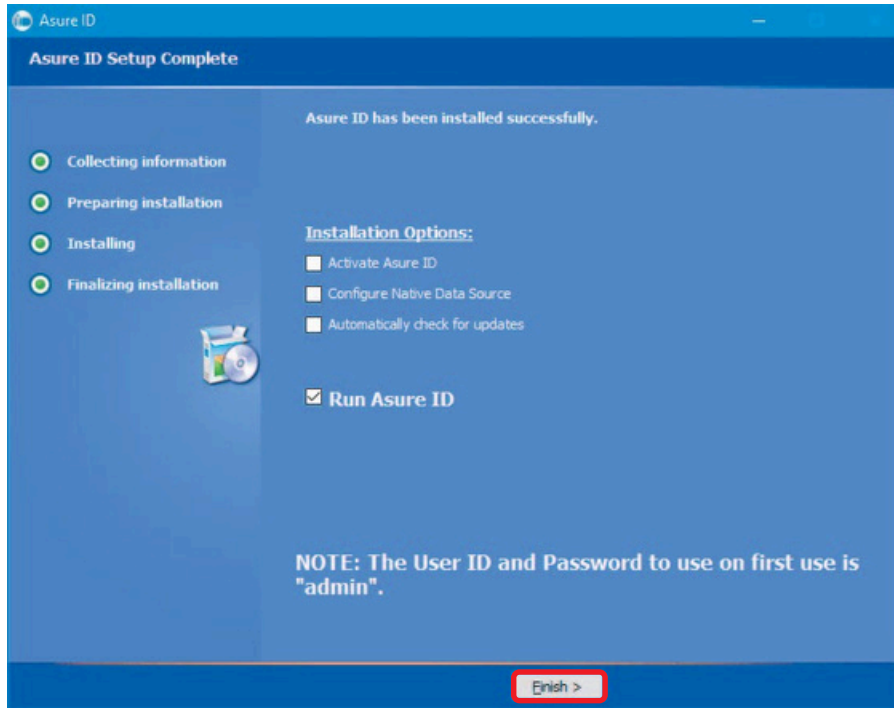 Asure ID
Asure ID Setup Complete
Asure ID has been installed successfully.
Collecting information
Preparing installation
Installing
Finalizing installation
Installation Options:
Activate Asure ID
Configure Native Data Source
Automatically check for updates
Run Asure ID
NOTE: The User ID and Password to use on first use is
"admin".
Finish >